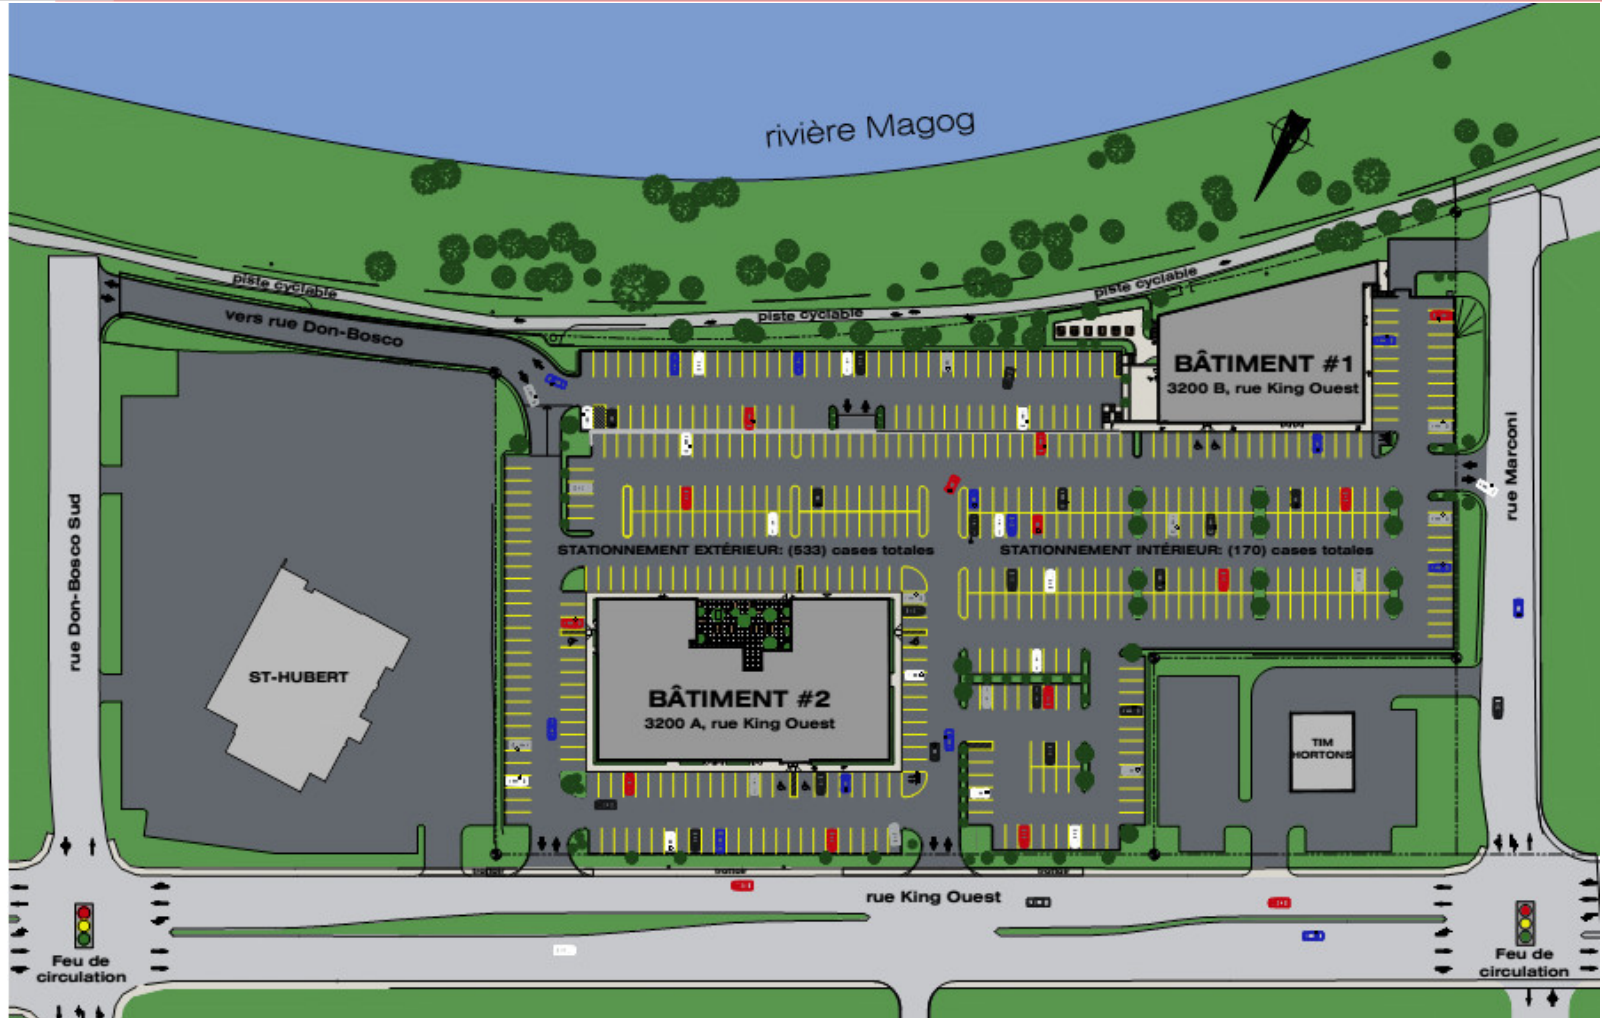 rivière Magog
piste cyclable
piste cyclable
piste cyclable
vers rue Don-Bosco
BÂTIMENT #1
3200 B, rue King Ouest
rue Marconi
rue Don-Bosco Sud
STATIONNEMENT EXTÉRIEUR: (533) cases totales
STATIONNEMENT INTÉRIEUR: (170) cases totales
ST-HUBERT
BÂTIMENT #2
3200 A, rue King Ouest
TIM
HORTONS
rue King Ouest
Feu de
circulation
Feu de
circulation